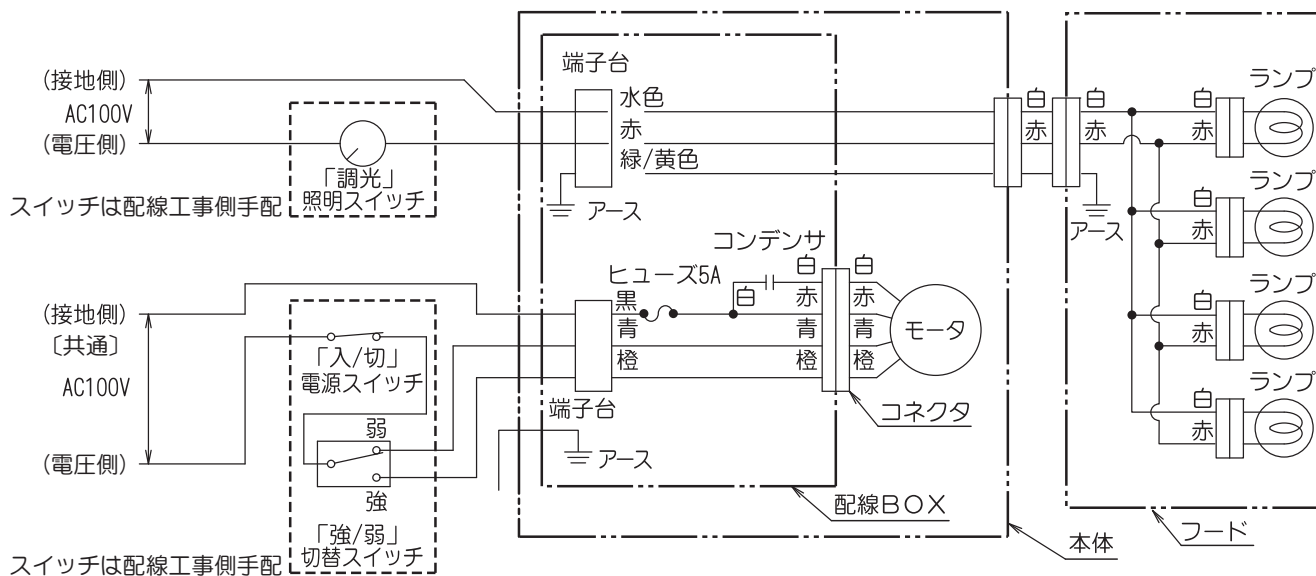 (接地側)
AC100V
(電圧側)
「調光」
照明スイッチ
スイッチは配線工事側手配
端子台
水色
赤
緑/黄色
アース
白
赤
白
赤
アース
白
赤
ランプ
白
赤
ランプ
白
赤
ランプ
白
赤
ランプ
(接地側)
〔共通〕
AC100V
(電圧側)
「入/切」
電源スイッチ
弱
強
「強/弱」
切替スイッチ
スイッチは配線工事側手配
コンデンサ
ヒューズ5A
黒
青
橙
白
白
赤
青
橙
白
赤
青
橙
モータ
端子台
アース
コネクタ
配線BOX
本体
フード